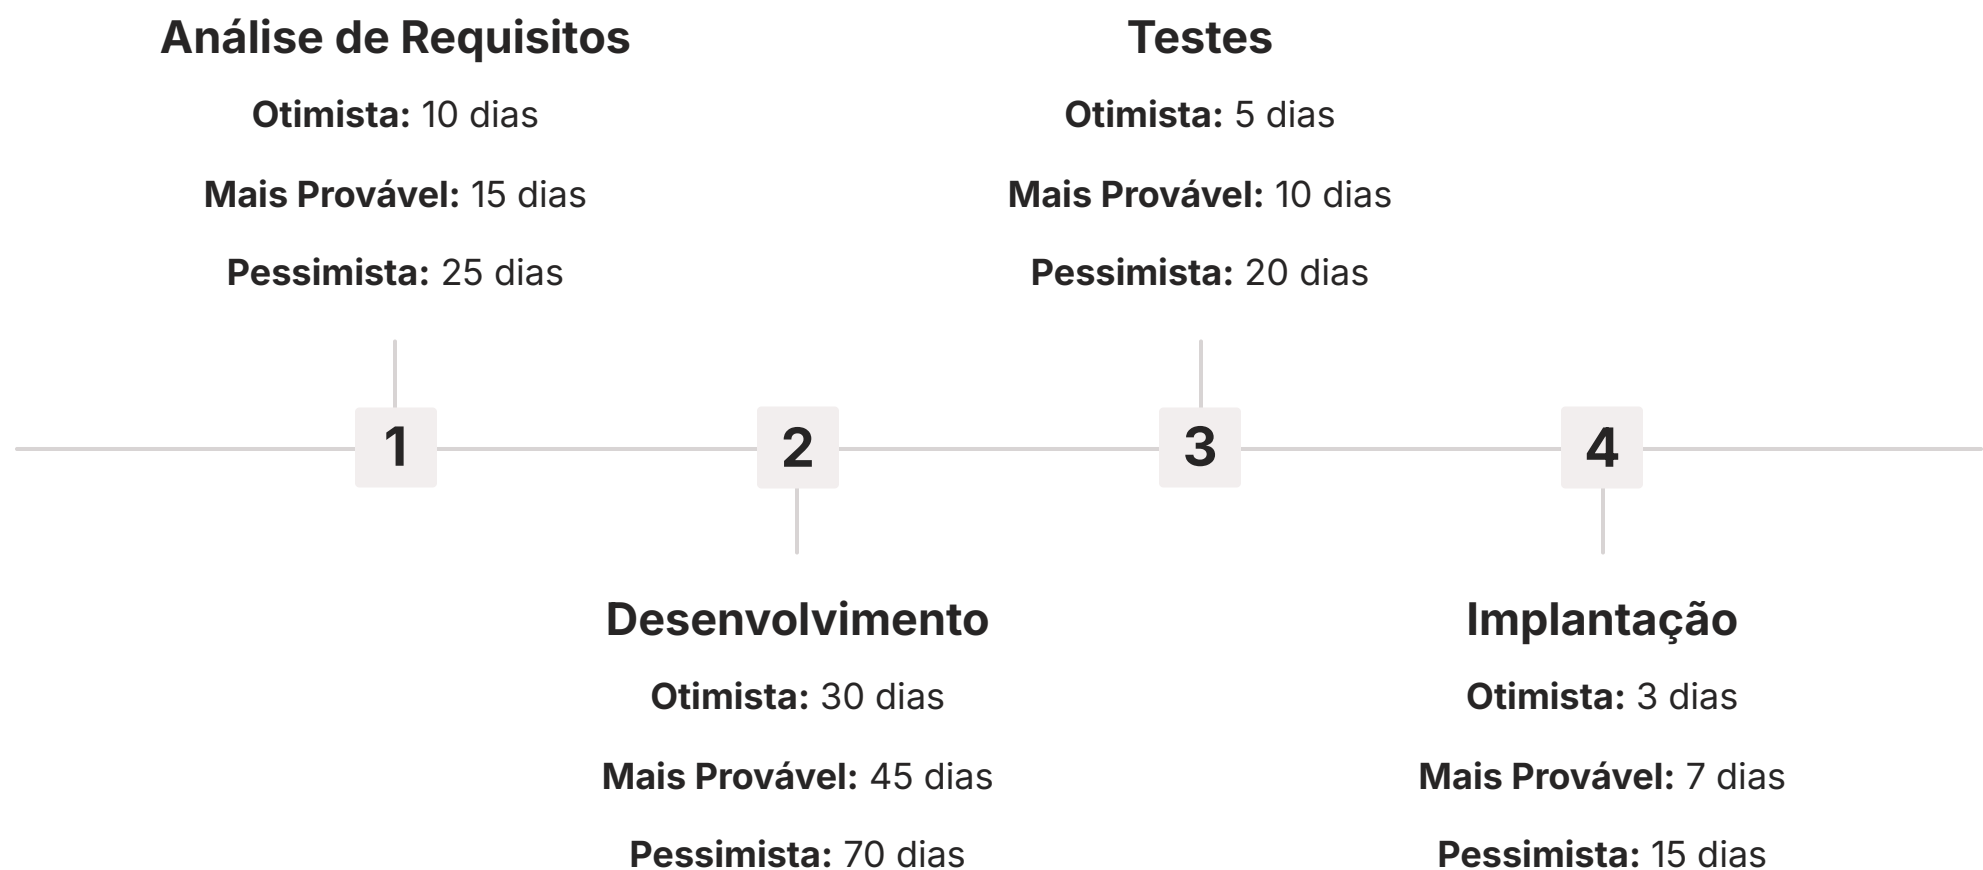 Análise de Requisitos
Otimista: 10 dias
Mais Provável: 15 dias
Pessimista: 25 dias
Testes
Otimista: 5 dias
Mais Provável: 10 dias
Pessimista: 20 dias
1
2
3
4
Desenvolvimento
Otimista: 30 dias
Mais Provável: 45 dias
Pessimista: 70 dias
Implantação
Otimista: 3 dias
Mais Provável: 7 dias
Pessimista: 15 dias